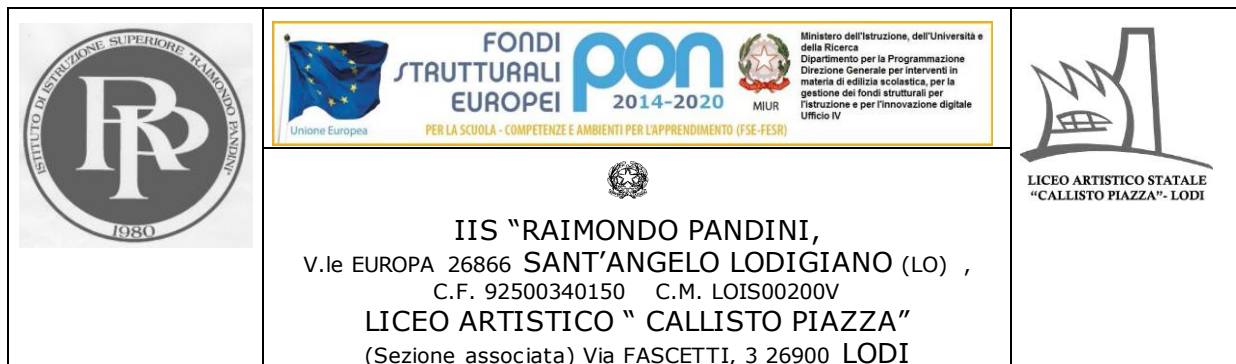 ISTITUTO DI ISTRUZIONE SUPERIORE "RAIMONDO PANDINI"
1980
Unione Europea
FONDI
STRUTTURALI
EUROPEI
pon
2014-2020
MIUR
Ministero dell'Istruzione, dell'Università e
della Ricerca
Dipartimento per la Programmazione
Direzione Generale per interventi in
materia di edilizia scolastica, per la
gestione dei fondi strutturali per
l'istruzione e per l'innovazione digitale
Ufficio IV
PER LA SCUOLA - COMPETENZE E AMBIENTI PER L'APPRENDIMENTO (FSE-FESR)
LICEO ARTISTICO STATALE
“CALLISTO PIAZZA”- LODI
IIS “RAIMONDO PANDINI,
V.le EUROPA 26866 SANT’ANGELO LODIGIANO (LO) ,
C.F. 92500340150 C.M. LOIS00200V
LICEO ARTISTICO “ CALLISTO PIAZZA”
(Sezione associata) Via FASCETTI, 3 26900 LODI